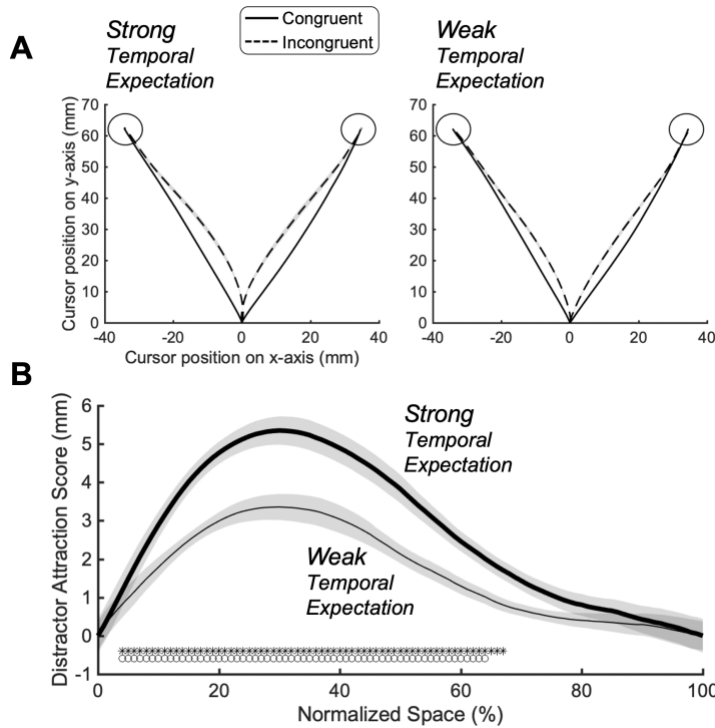 A
Strong
Temporal
Expectation
Congruent
Incongruent
Weak
Temporal
Expectation
Cursor position on y-axis (mm)
70
60
50
40
30
20
10
0
-40
-20
0
20
40
Cursor position on x-axis (mm)
70
60
50
40
30
20
10
0
-40
-20
0
20
40
B
Distractor Attraction Score (mm)
6
5
4
3
2
1
0
-1
Strong
Temporal
Expectation
Weak
Temporal
Expectation
0
20
40
60
80
100
Normalized Space (%)